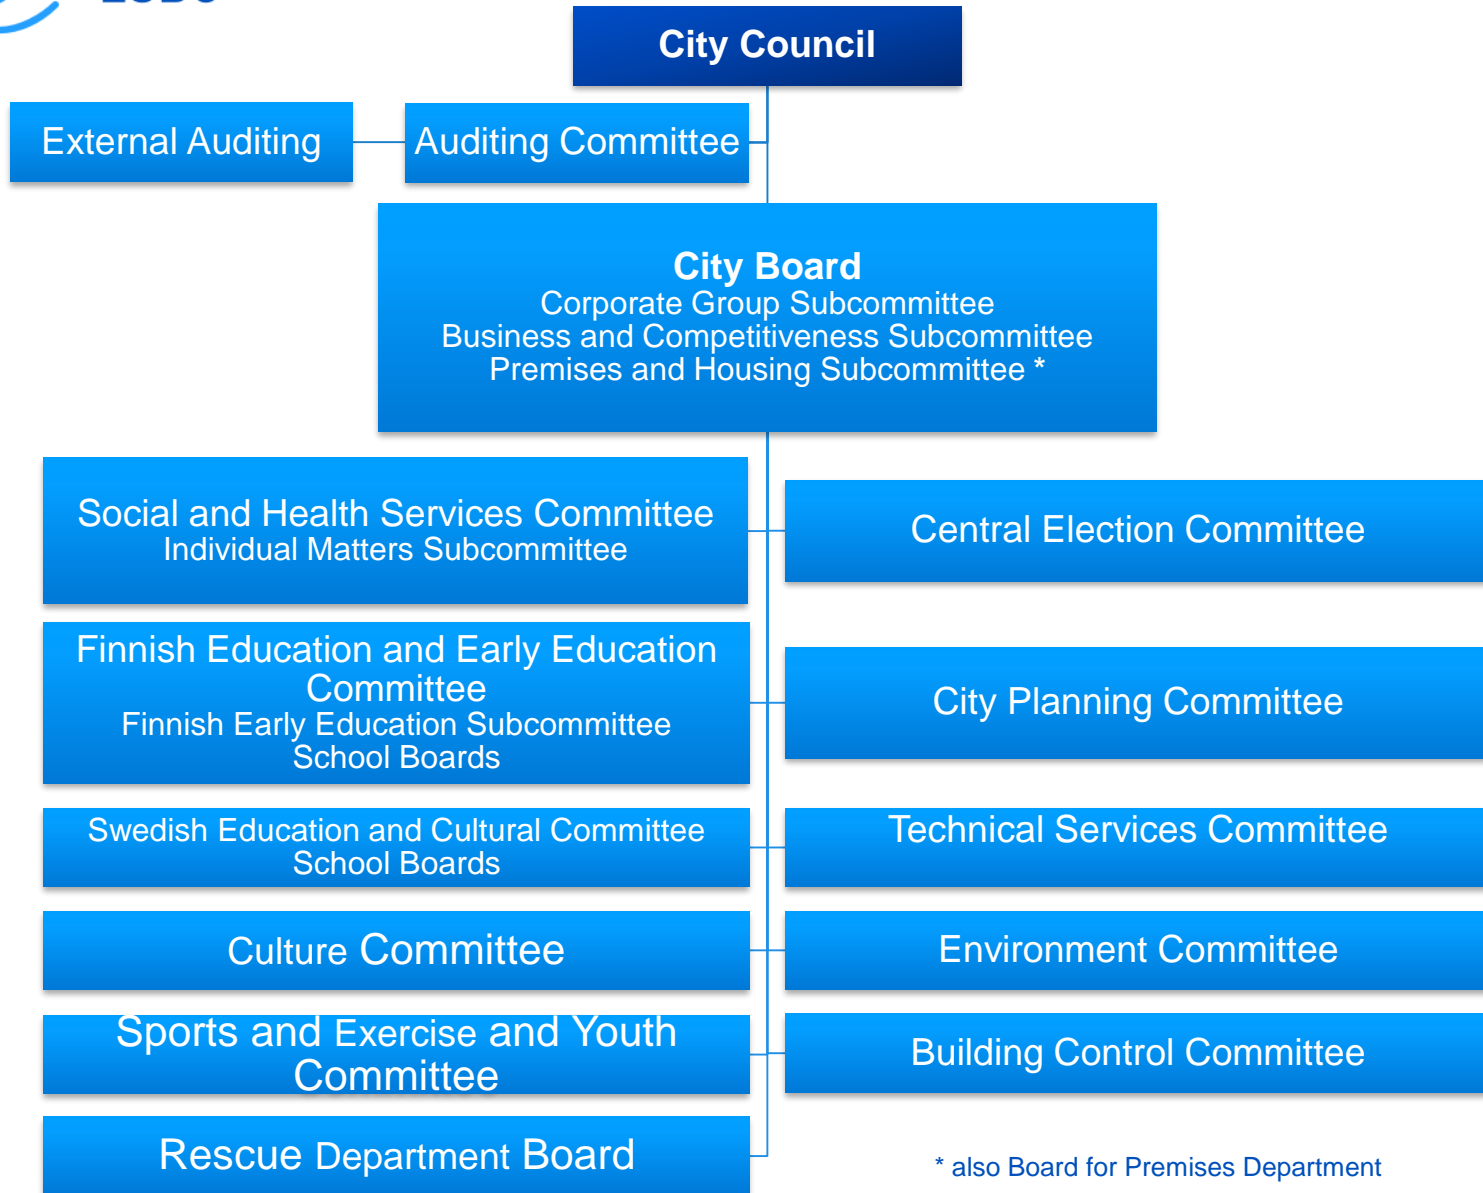 City Council
External Auditing
Auditing Committee
City Board
Corporate Group Subcommittee
Business and Competitiveness Subcommittee
Premises and Housing Subcommittee *
Social and Health Services Committee
Individual Matters Subcommittee
Central Election Committee
Finnish Education and Early Education
Committee
Finnish Early Education Subcommittee
School Boards
City Planning Committee
Swedish Education and Cultural Committee
School Boards
Technical Services Committee
Culture Committee
Environment Committee
Sports and Exercise and Youth
Committee
Building Control Committee
Rescue Department Board
* also Board for Premises Department